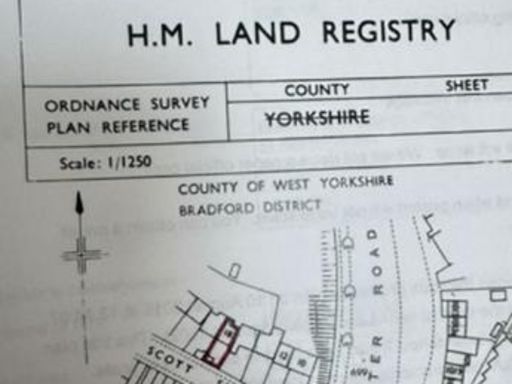 H.M. LAND REGISTRY
COUNTY SHEET
ORDNANCE SURVEY
PLAN REFERENCE
YORKSHIRE
Scale: 1/1250
COUNTY OF WEST YORKSHIRE
BRADFORD DISTRICT
ROAD
SCOTT